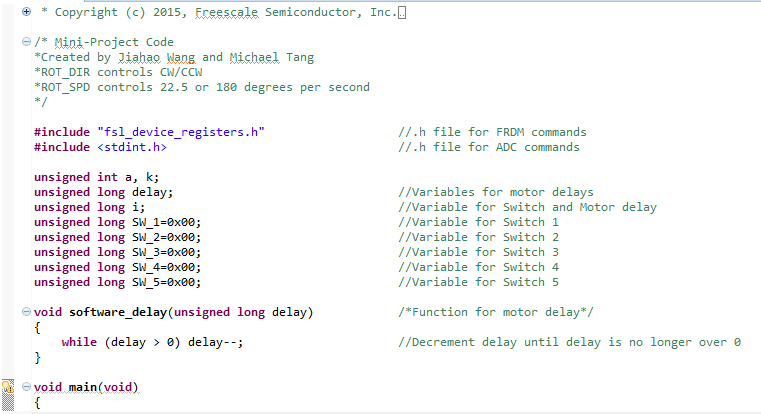 * Copyright (c) 2015, Freescale Semiconductor, Inc.
/* Mini-Project Code
*Created by Jiahao Wang and Michael Tang
*ROT_DIR controls CW/CCW
*ROT_SPD controls 22.5 or 180 degrees per second
*/
#include "fsl_device_registers.h" //.h file for FRDM commands
#include <stdint.h> //.h file for ADC commands
unsigned int a, k;
unsigned long delay; //Variables for motor delays
unsigned long i; //Variable for Switch and Motor delay
unsigned long SW_1=0x00; //Variable for Switch 1
unsigned long SW_2=0x00; //Variable for Switch 2
unsigned long SW_3=0x00; //Variable for Switch 3
unsigned long SW_4=0x00; //Variable for Switch 4
unsigned long SW_5=0x00; //Variable for Switch 5
void software_delay(unsigned long delay) /*Function for motor delay*/
{
while (delay > 0) delay--; //Decrement delay until delay is no longer over 0
}
void main(void)
{